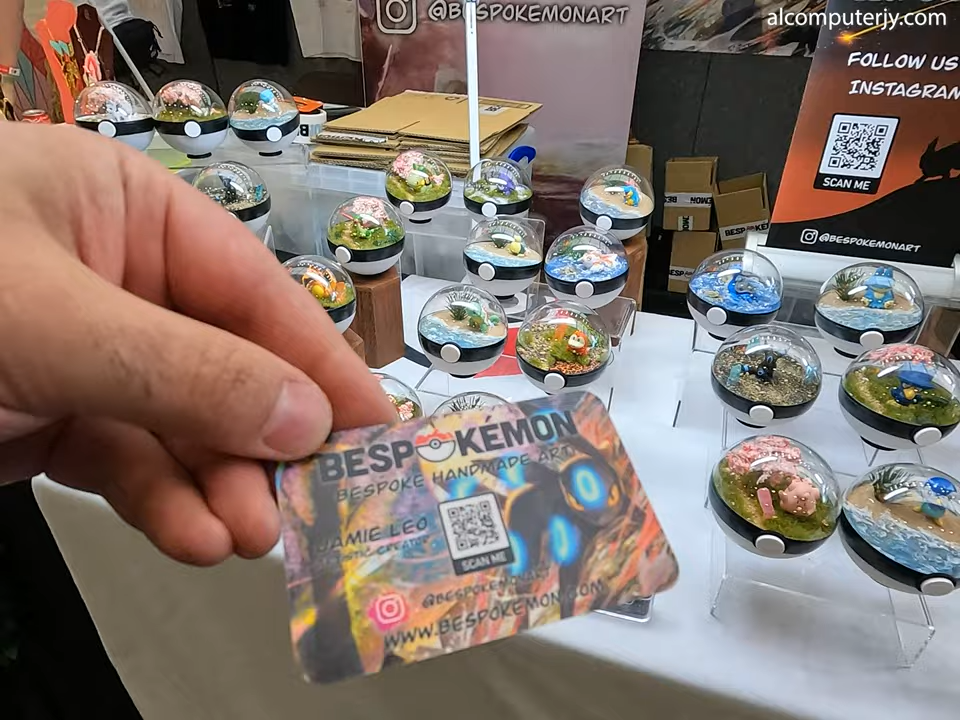 alcomputerjy.com
@BESPOKEMONART
FOLLOW US
INSTAGRAM
SCAN ME
@BESPOKEMONART
BESPOKÉMON
BESPOKE HANDMADE ART
JAMIE LEO
SCAN ME
@BESPOKEMONART
WWW.BESPOKEMON.COM